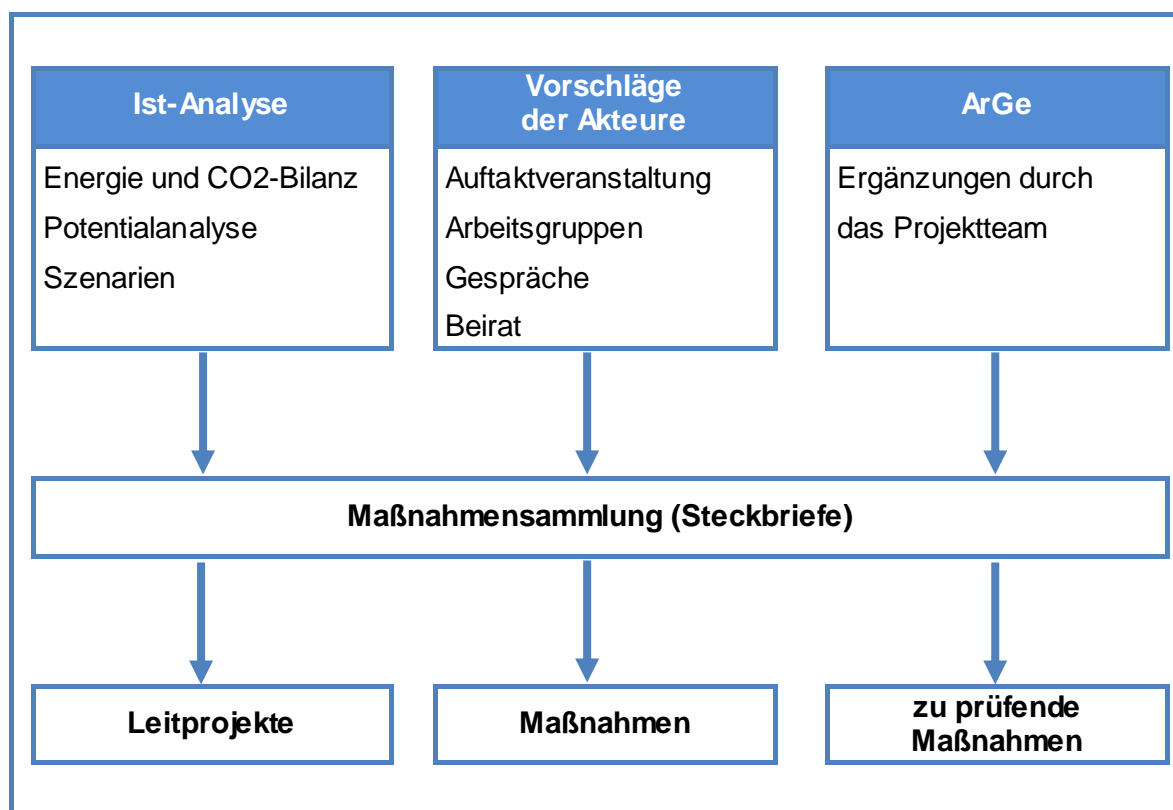 Ist-Analyse
Energie und CO2-Bilanz
Potentialanalyse
Szenarien
Vorschläge
der Akteure
Auftaktveranstaltung
Arbeitsgruppen
Gespräche
Beirat
ArGe
Ergänzungen durch
das Projektteam
Maßnahmensammlung (Steckbriefe)
Leitprojekte
Maßnahmen
zu prüfende
Maßnahmen